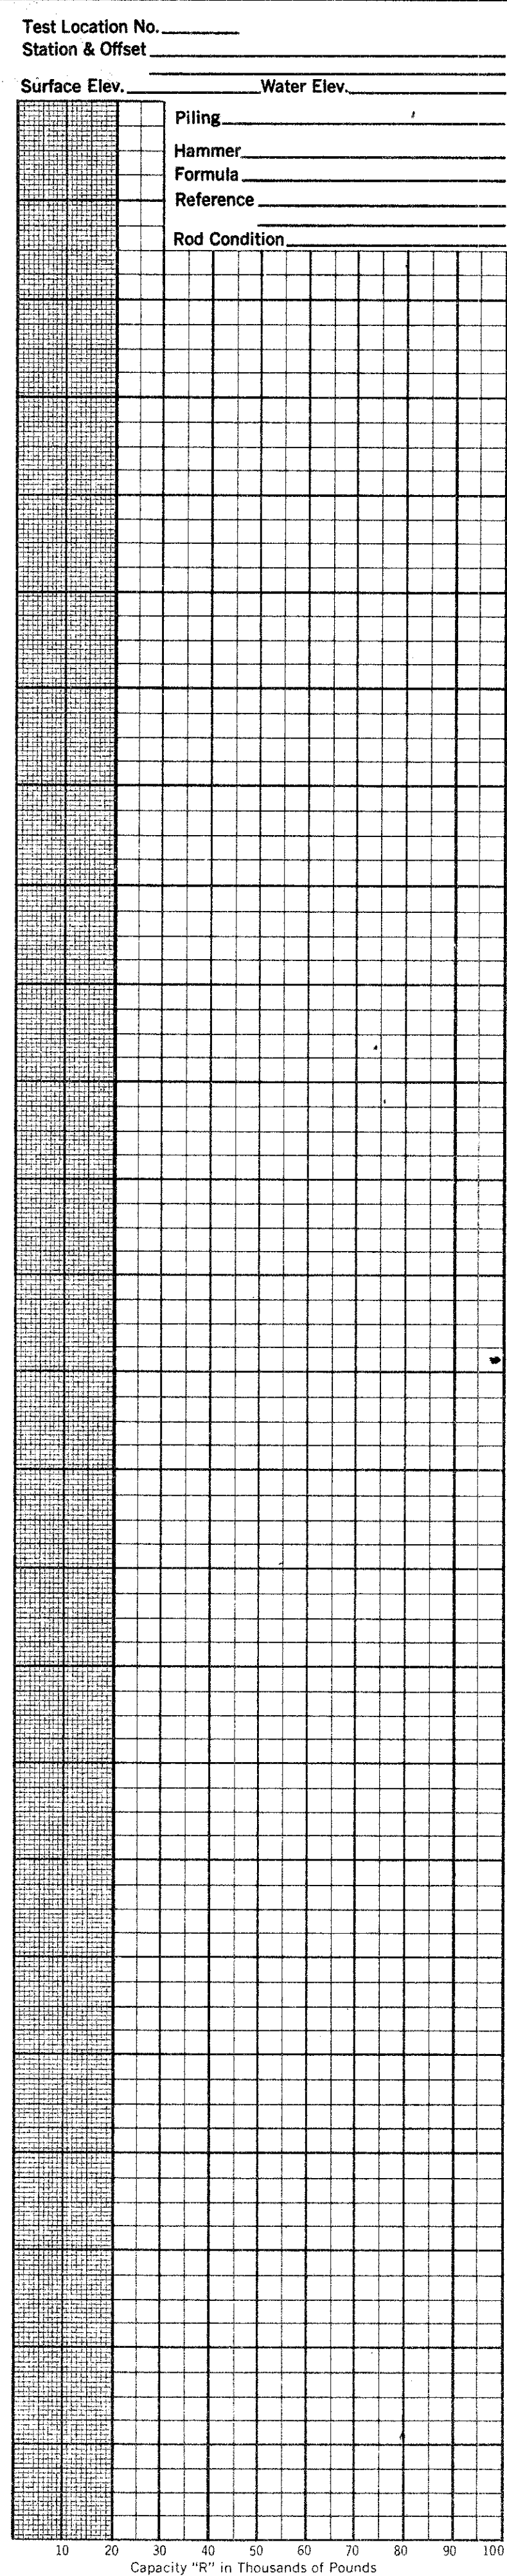 Test Location No.
Station & Offset
Surface Elev. Water Elev.
Piling
Hammer
Formula
Reference
Rod Condition
10 20 30 40 50 60 70 80 90 100
Capacity "R" in Thousands of Pounds